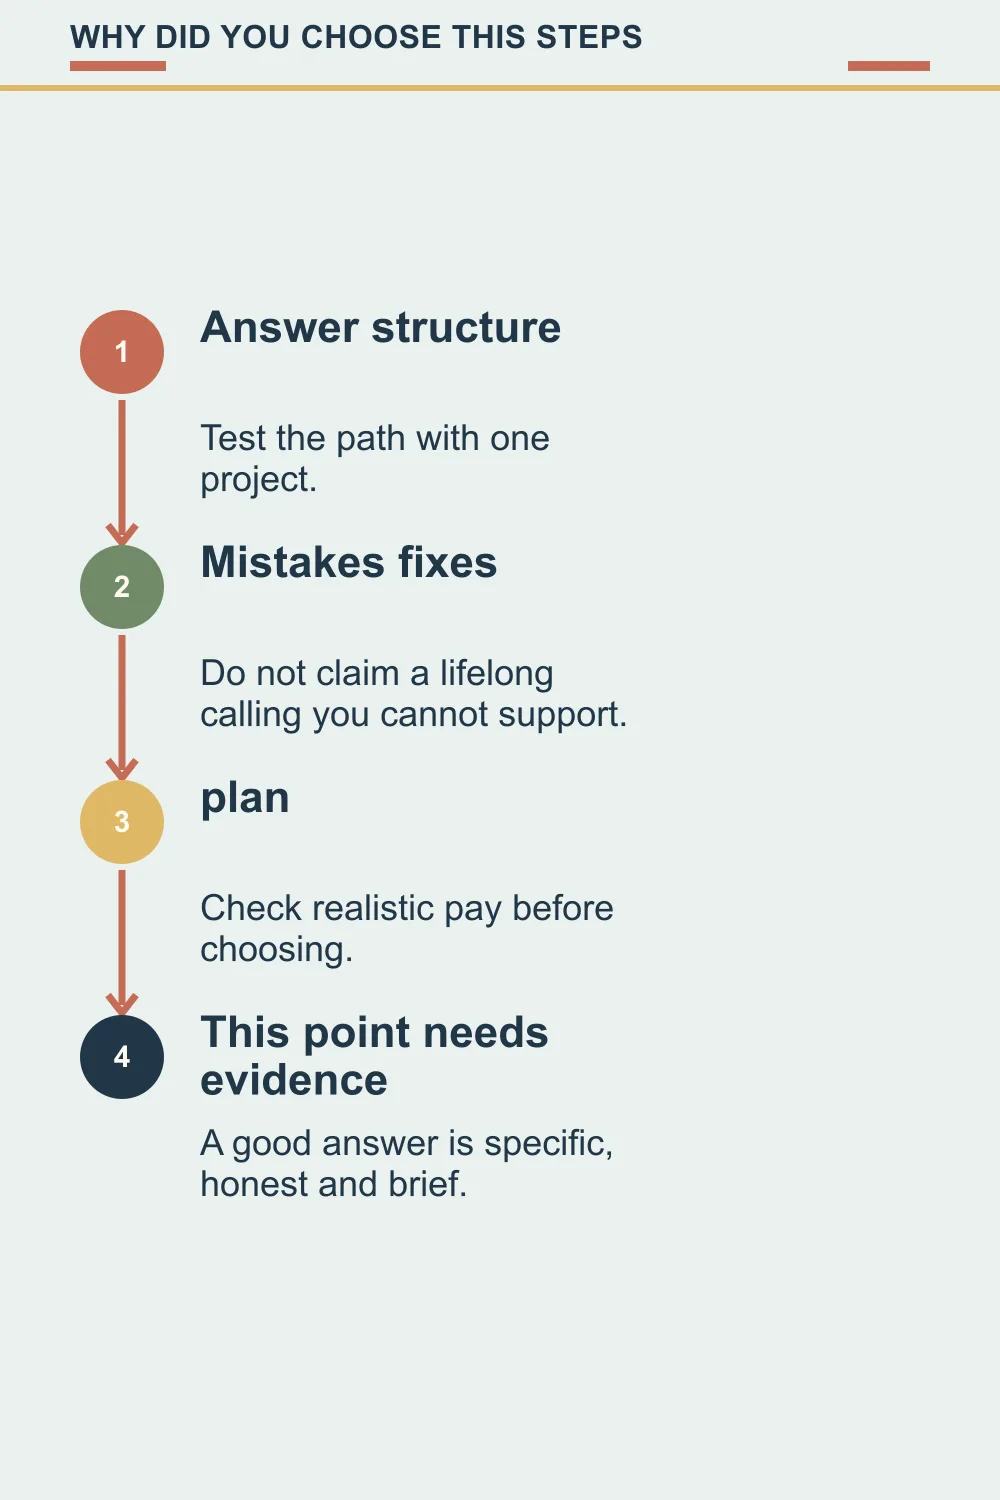 WHY DID YOU CHOOSE THIS STEPS
1
Answer structure
Test the path with one
project.
2
Mistakes fixes
Do not claim a lifelong
calling you cannot support.
3
plan
Check realistic pay before
choosing.
4
This point needs
evidence
A good answer is specific,
honest and brief.